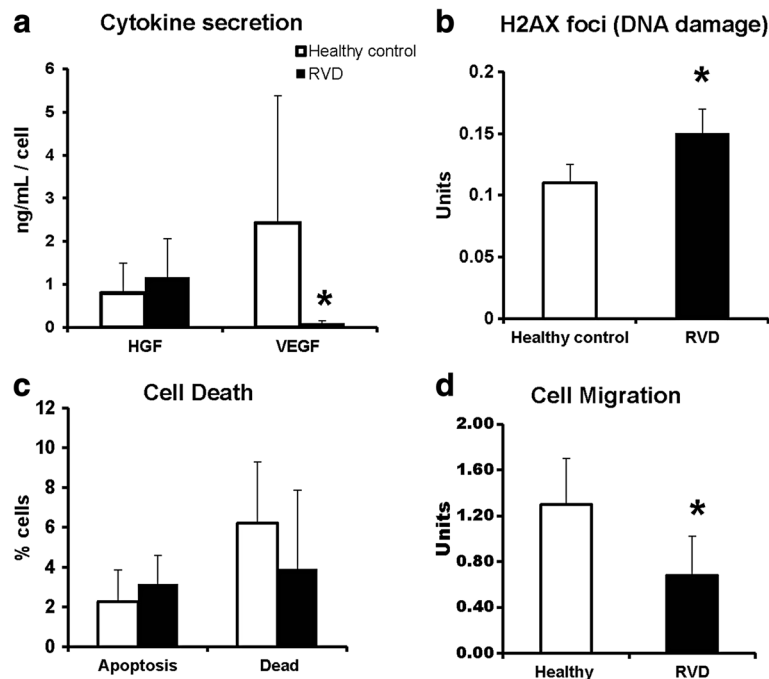 a
Cytokine secretion
Healthy control
RVD
ng/mL / cell
6
5
4
3
2
1
0
*
HGF
VEGF
b
H2AX foci (DNA damage)
Units
0.2
0.15
0.1
0.05
0
*
Healthy control
RVD
c
Cell Death
% cells
12
10
8
6
4
2
0
Apoptosis
Dead
d
Cell Migration
Units
2.00
1.60
1.20
0.80
0.40
0.00
*
Healthy
RVD